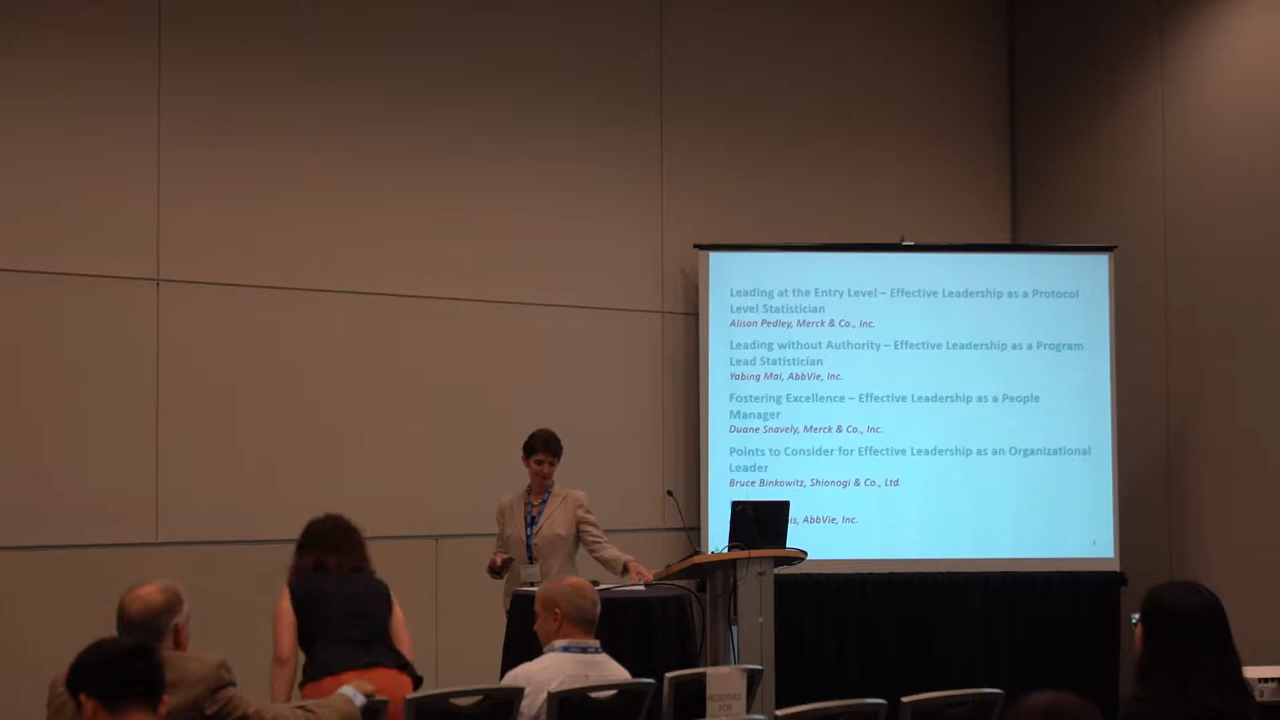 Leading at the Entry Level – Effective Leadership as a Protocol
Level Statistician
Alison Pedley, Merck & Co., Inc.
Leading without Authority – Effective Leadership as a Program
Lead Statistician
Yabing Mai, AbbVie, Inc.
Fostering Excellence – Effective Leadership as a People
Manager
Duane Snavely, Merck & Co., Inc.
Points to Consider for Effective Leadership as an Organizational
Leader
Bruce Binkowitz, Shionogi & Co., Ltd.
AbbVie, Inc.
RESERVED
FOR